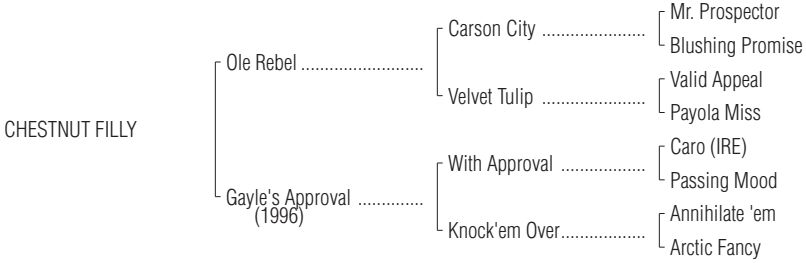 Mr. Prospector
Carson City ......................
Blushing Promise
Ole Rebel ..........................
Valid Appeal
Velvet Tulip ......................
Payola Miss
CHESTNUT FILLY
Caro (IRE)
With Approval ..................
Passing Mood
Gayle's Approval ..............
(1996)
Annihilate 'em
Knock'em Over..................
Arctic Fancy